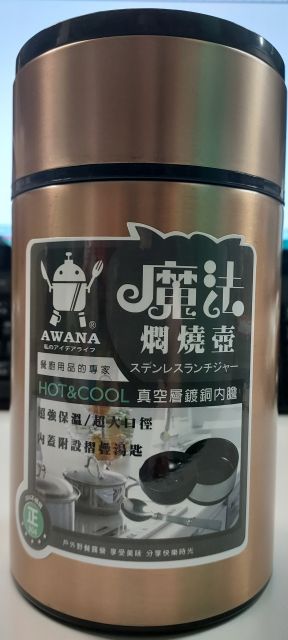 魔法
燜燒壺
AWANA®
私のアイデアライフ
餐廚用品的專家
ステンレスランチジャー
HOT&COOL 真空層鍍銅內膽
超強保溫/超大口徑
內蓋附設摺疊湯匙
正
304
戶外野餐露營 享受美味 分享快樂時光